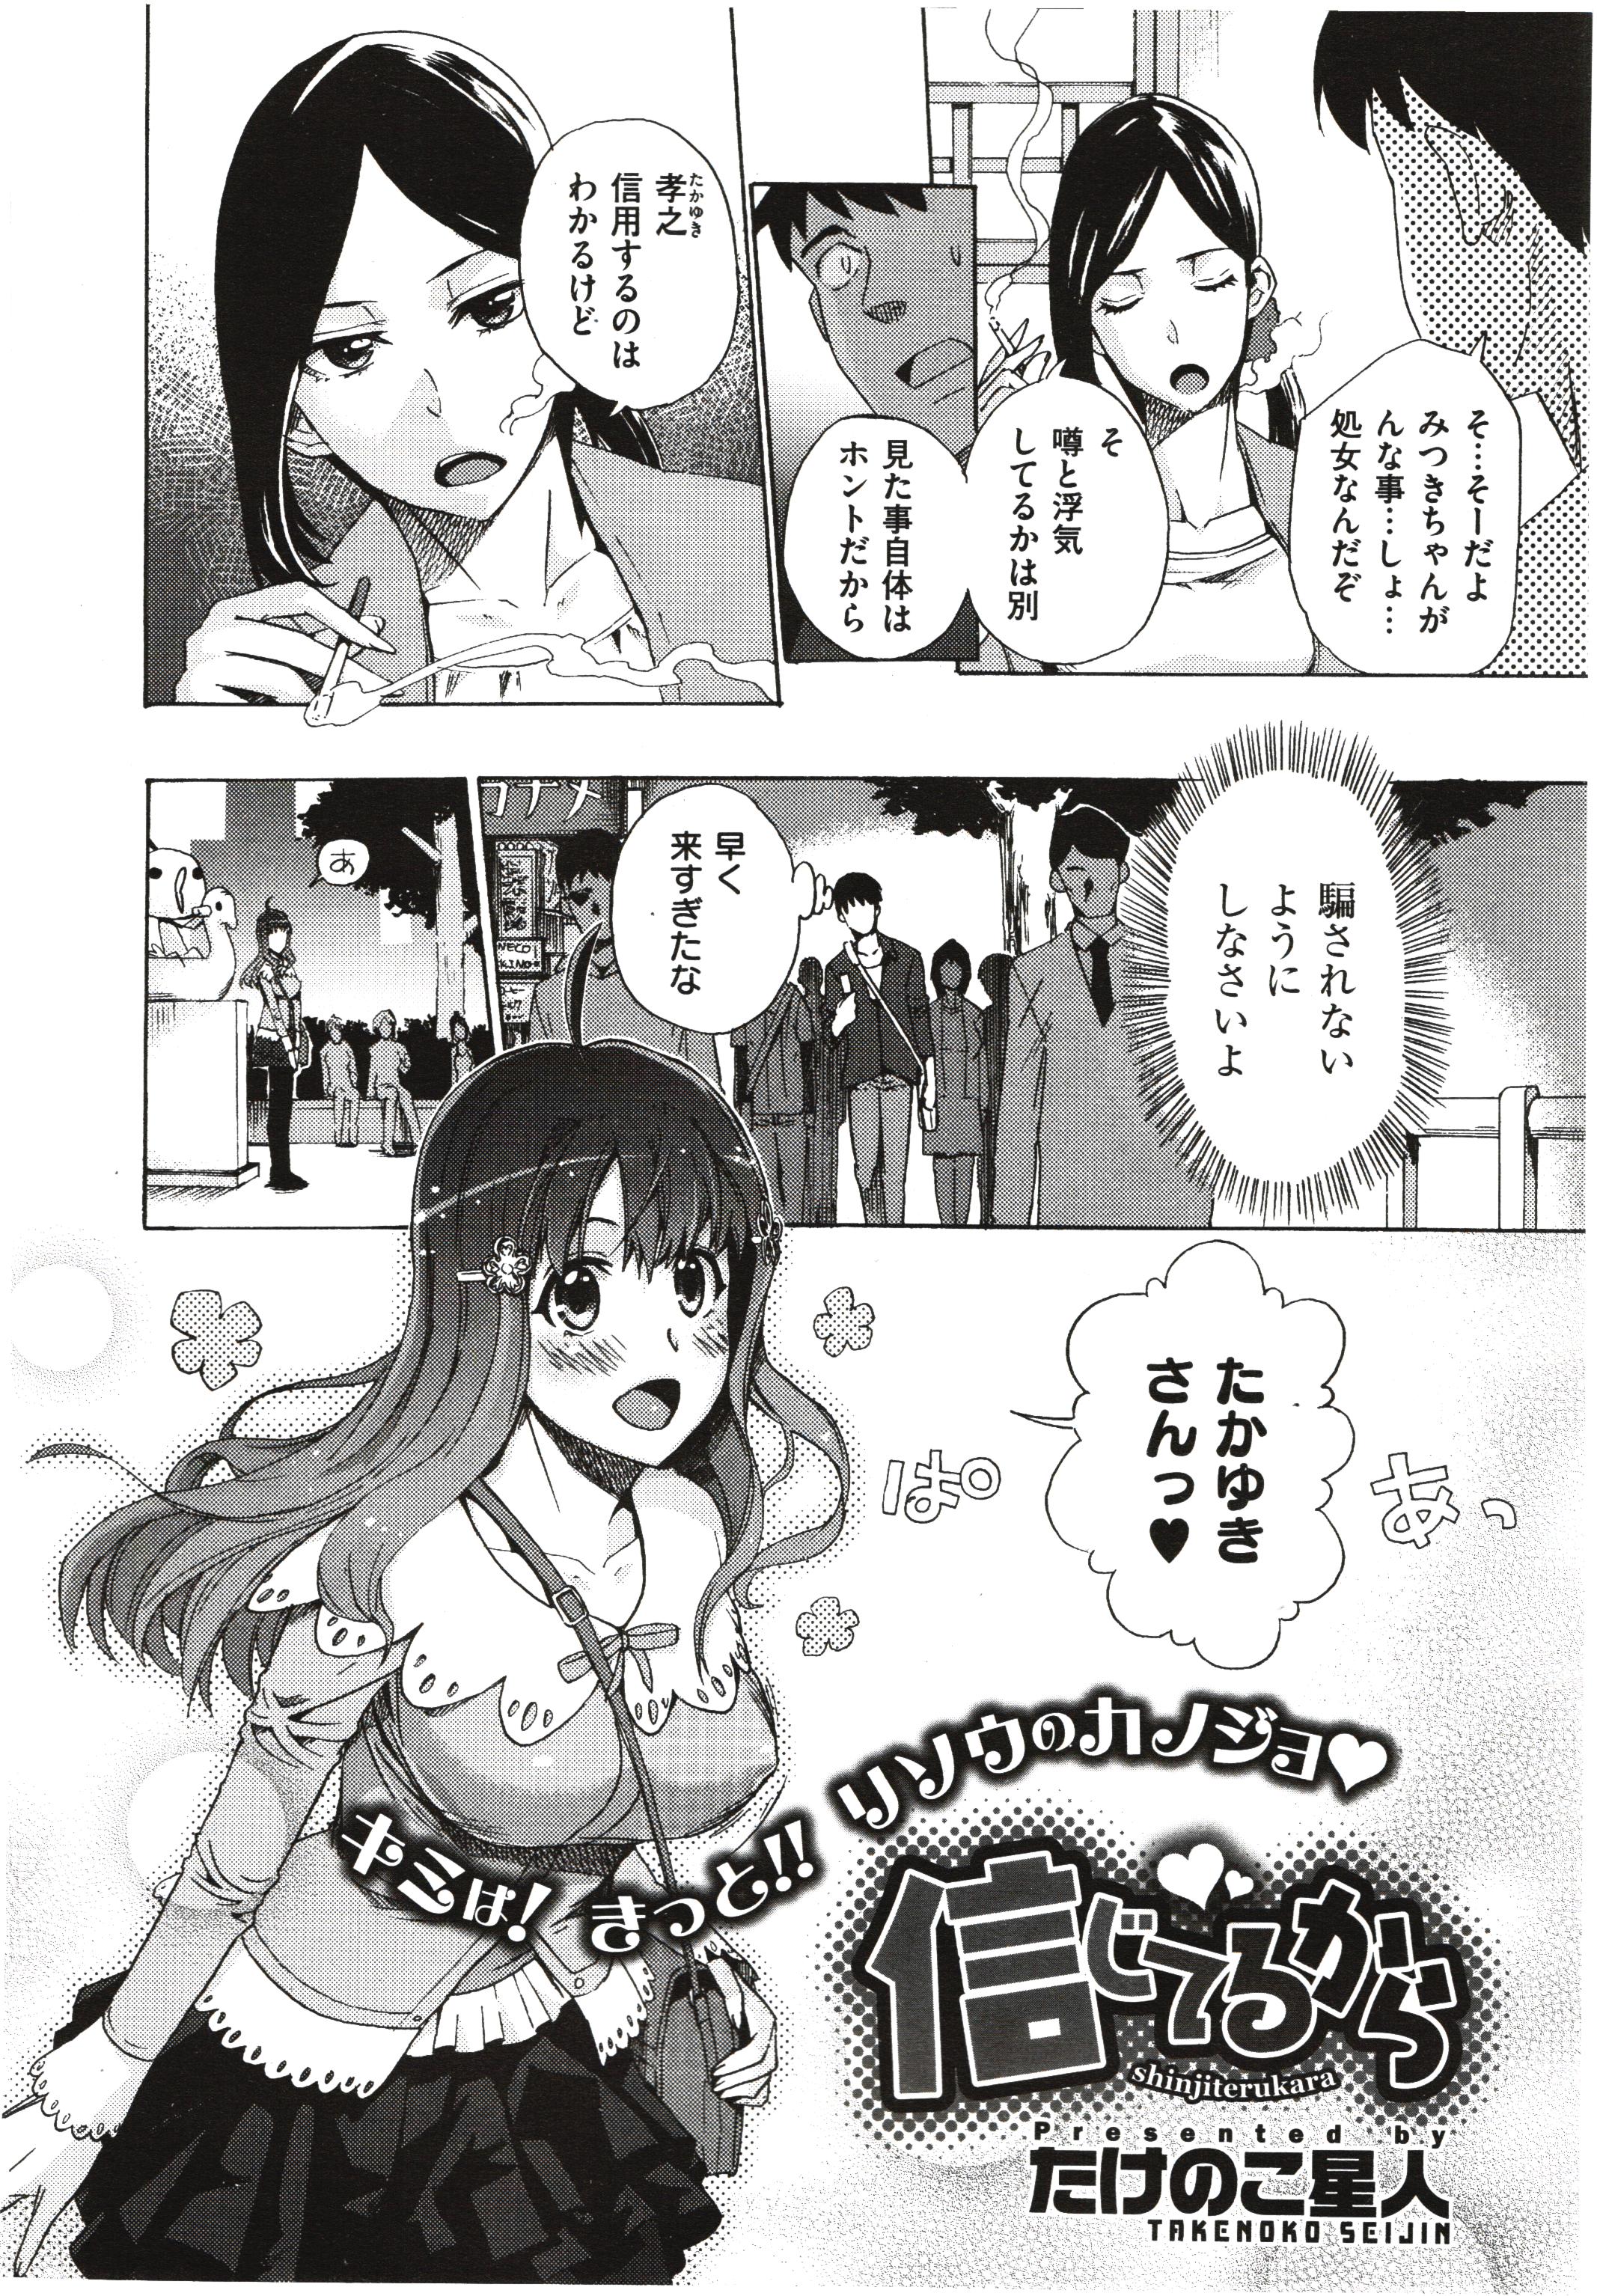 そ…そーだよ
みつきちゃんが
んな事…しょ…
処女なんだぞ
そ
噂と浮気
してるかは別
見た事自体は
ホントだから
孝之
たかゆき
信用するのは
わかるけど
騙されない
ように
しなさいよ
早く
来すぎたな
NECO
KING
あ
たかゆき
さんっ♥
あっ
ぱ。
リソウのカノジョ♥
キミは！きっと!!
信じてるから
shinjiterukara
Presented by
たけのこ星人
TAKENOKO SEIJIN